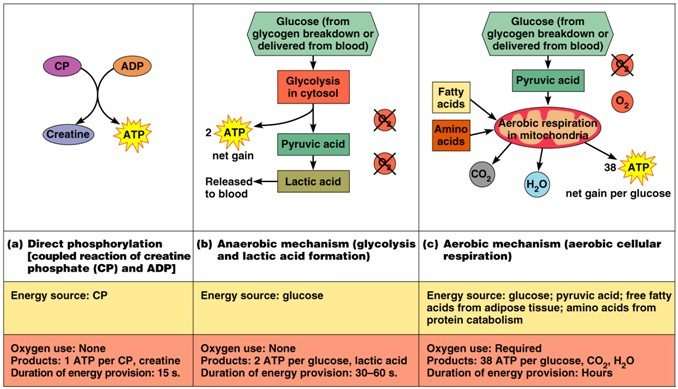 CP
ADP
Creatine
ATP
Glucose (from
glycogen breakdown or
delivered from blood)
Glycolysis
in cytosol
O2
2
ATP
net gain
Pyruvic acid
O2
Released
to blood
Lactic acid
Glucose (from
glycogen breakdown or
delivered from blood)
O2
Pyruvic acid
Fatty
acids
O2
Amino
acids
Aerobic respiration
in mitochondria
38
ATP
CO2
H2O
net gain per glucose
(a) Direct phosphorylation
[coupled reaction of creatine
phosphate (CP) and ADP]
(b) Anaerobic mechanism (glycolysis
and lactic acid formation)
(c) Aerobic mechanism (aerobic cellular
respiration)
Energy source: CP
Energy source: glucose
Energy source: glucose; pyruvic acid; free fatty
acids from adipose tissue; amino acids from
protein catabolism
Oxygen use: None
Products: 1 ATP per CP, creatine
Duration of energy provision: 15 s.
Oxygen use: None
Products: 2 ATP per glucose, lactic acid
Duration of energy provision: 30–60 s.
Oxygen use: Required
Products: 38 ATP per glucose, CO2, H2O
Duration of energy provision: Hours